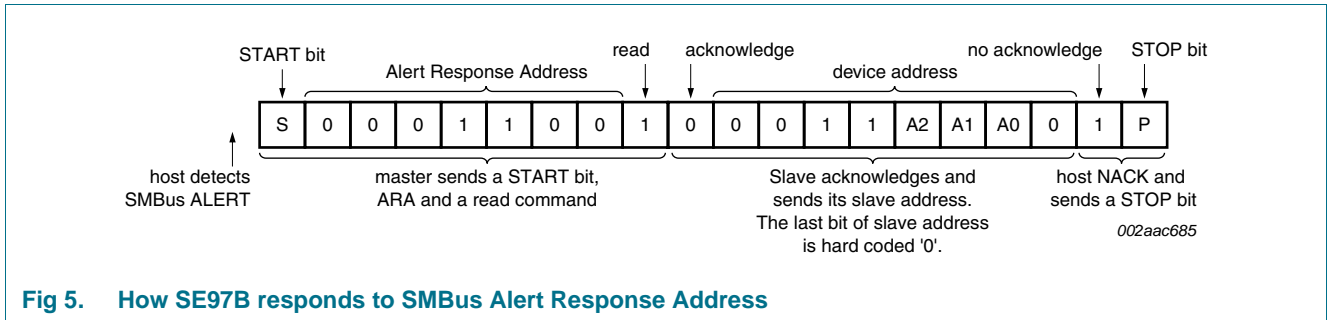 START bit
Alert Response Address
read
acknowledge
device address
no acknowledge
STOP bit
S 0 0 0 1 1 0 0 1 0 0 0 1 1 A2 A1 A0 0 1 P
host detects
SMBus ALERT
master sends a START bit,
ARA and a read command
Slave acknowledges and
sends its slave address.
The last bit of slave address
is hard coded '0'.
host NACK and
sends a STOP bit
002aac685
Fig 5. How SE97B responds to SMBus Alert Response Address